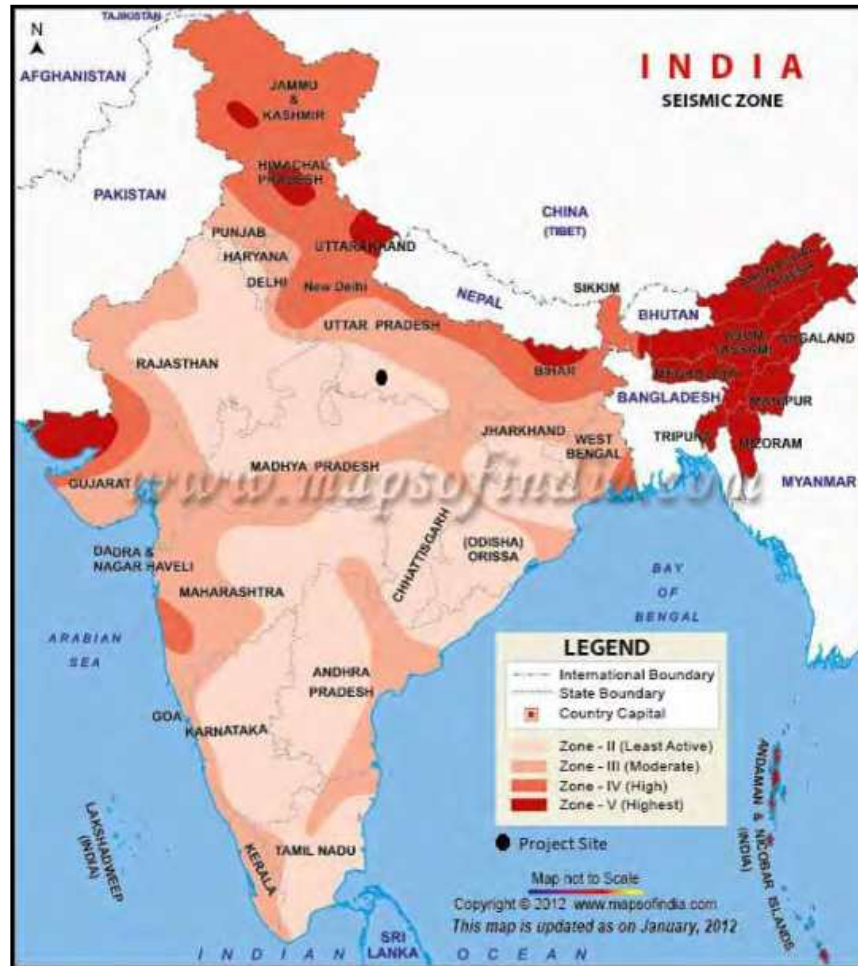 TAJIKISTAN
N
AFGHANISTAN
INDIA
SEISMIC ZONE
JAMMU
&
KASHMIR
HIMACHAL
PRADESH
PAKISTAN
CHINA
(TIBET)
PUNJAB
UTTARAKHAND
HARYANA
DELHI
New Delhi
NEPAL
SIKKIM
BHUTAN
UTTAR PRADESH
NAGALAND
RAJASTHAN
BIHAR
MEGHALAYA
BANGLADESH
MANIPUR
JHARKHAND
WEST
BENGAL
TRIPURA
MIZORAM
MADHYA PRADESH
www.mapsofindia.com
GUJARAT
MYANMAR
CHHATTISGARH
(ODISHA)
ORISSA
DADRA &
NAGAR HAVELI
MAHARASHTRA
BAY
OF
BENGAL
ARABIAN
SEA
ANDHRA
PRADESH
GOA
KARNATAKA
LEGEND
International Boundary
State Boundary
Country Capital
Zone - II (Least Active)
Zone - III (Moderate)
Zone - IV (High)
Zone - V (Highest)
Project Site
ANDAMAN & NICOBAR ISLANDS
(INDIA)
LAKSHADWEEP
(INDIA)
KERALA
TAMIL NADU
Map not to Scale
Copyright © 2012 www.mapsofindia.com
This map is updated as on January, 2012
SRI
LANKA
INDIAN OCEAN